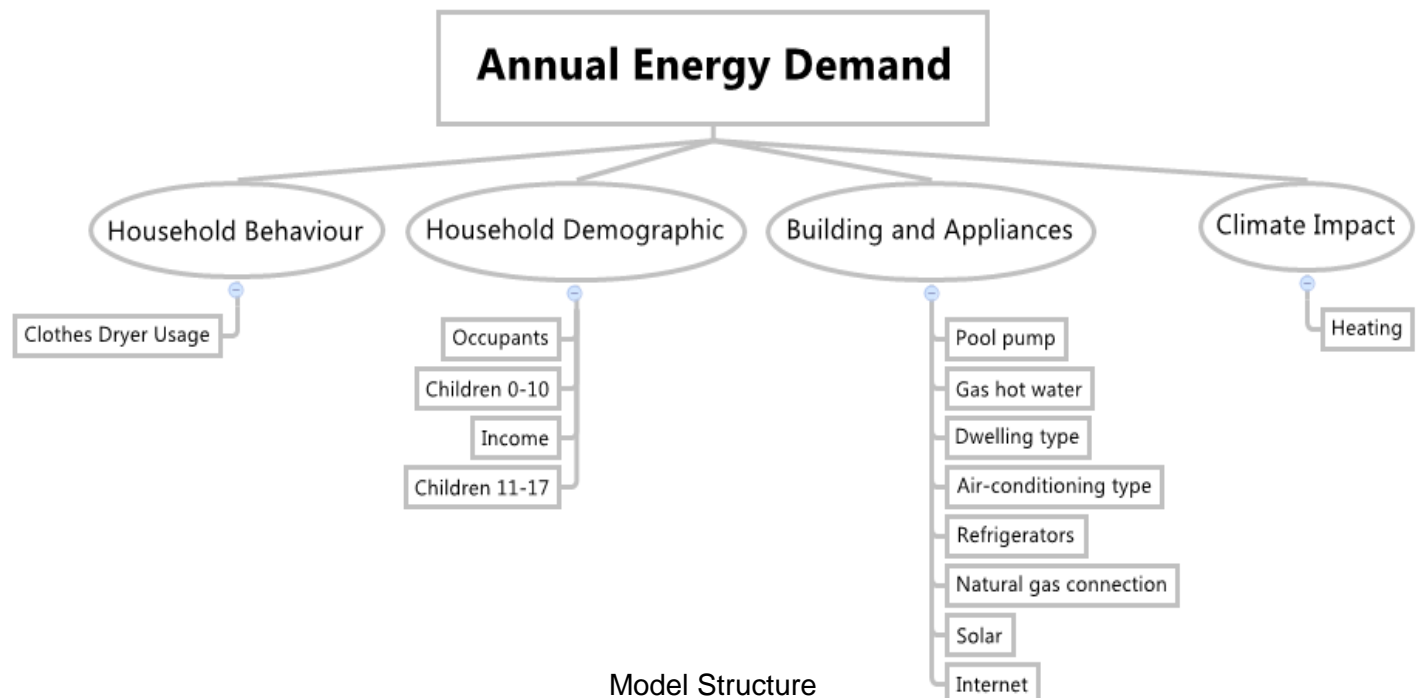 Annual Energy Demand
Household Behaviour
Clothes Dryer Usage
Household Demographic
Occupants
Children 0-10
Income
Children 11-17
Building and Appliances
Pool pump
Gas hot water
Dwelling type
Air-conditioning type
Refrigerators
Natural gas connection
Solar
Internet
Climate Impact
Heating
Model Structure